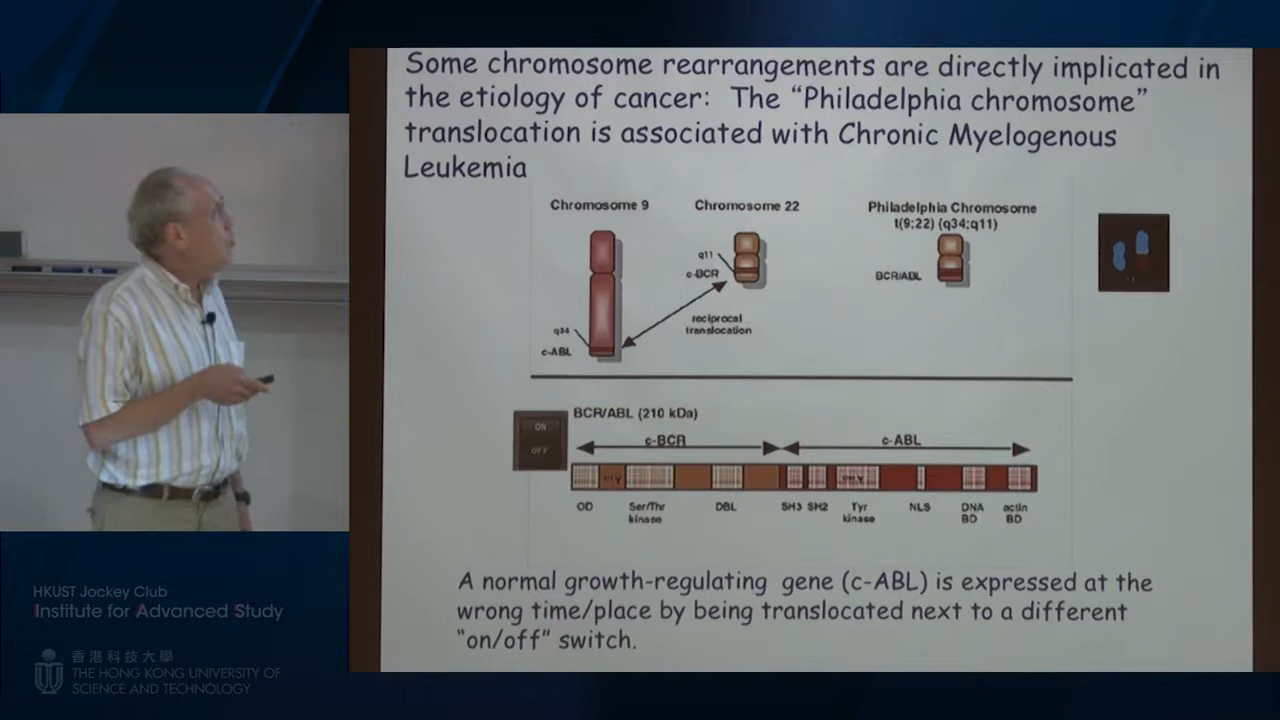 Some chromosome rearrangements are directly implicated in
the etiology of cancer: The "Philadelphia chromosome"
translocation is associated with Chronic Myelogenous
Leukemia
Chromosome 9
Chromosome 22
Philadelphia Chromosome
t(9;22) (q34;q11)
q11
c-BCR
BCR/ABL
reciprocal
translocation
q34
c-ABL
BCR/ABL (210 kDa)
ON
OFF
c-BCR
c-ABL
OD
Ser/Thr
kinase
DBL
SH3 SH2
Tyr
kinase
NLS
DNA
BD
actin
BD
A normal growth-regulating gene (c-ABL) is expressed at the
wrong time/place by being translocated next to a different
"on/off" switch.
HKUST Jockey Club
Institute for Advanced Study
香港科技大學
THE HONG KONG UNIVERSITY OF
SCIENCE AND TECHNOLOGY